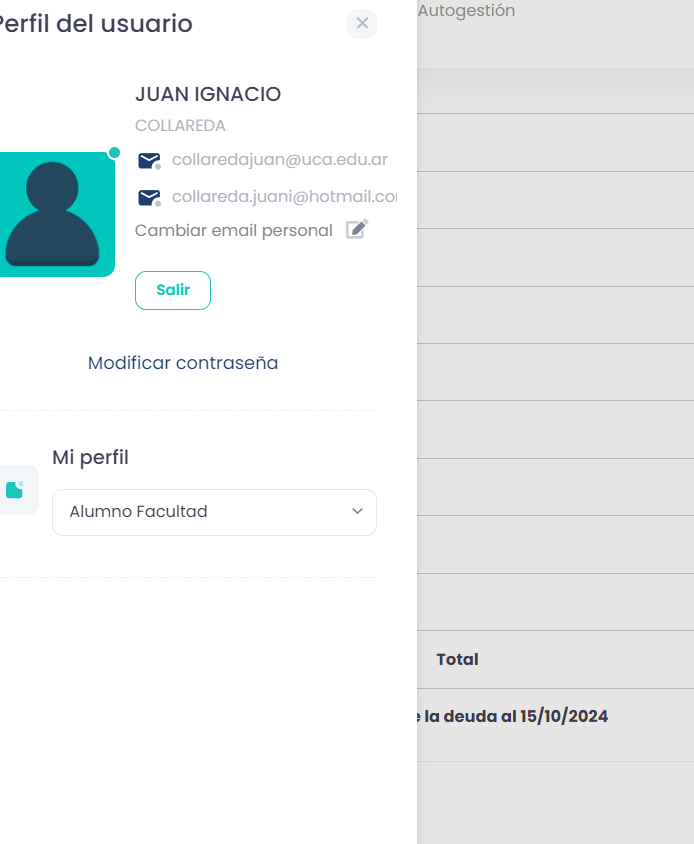 Perfil del usuario
Autogestión
JUAN IGNACIO
COLLAREDA
collaredajuan@uca.edu.ar
collareda.juani@hotmail.co
Cambiar email personal
Salir
Modificar contraseña
Mi perfil
Alumno Facultad
Total
la deuda al 15/10/2024